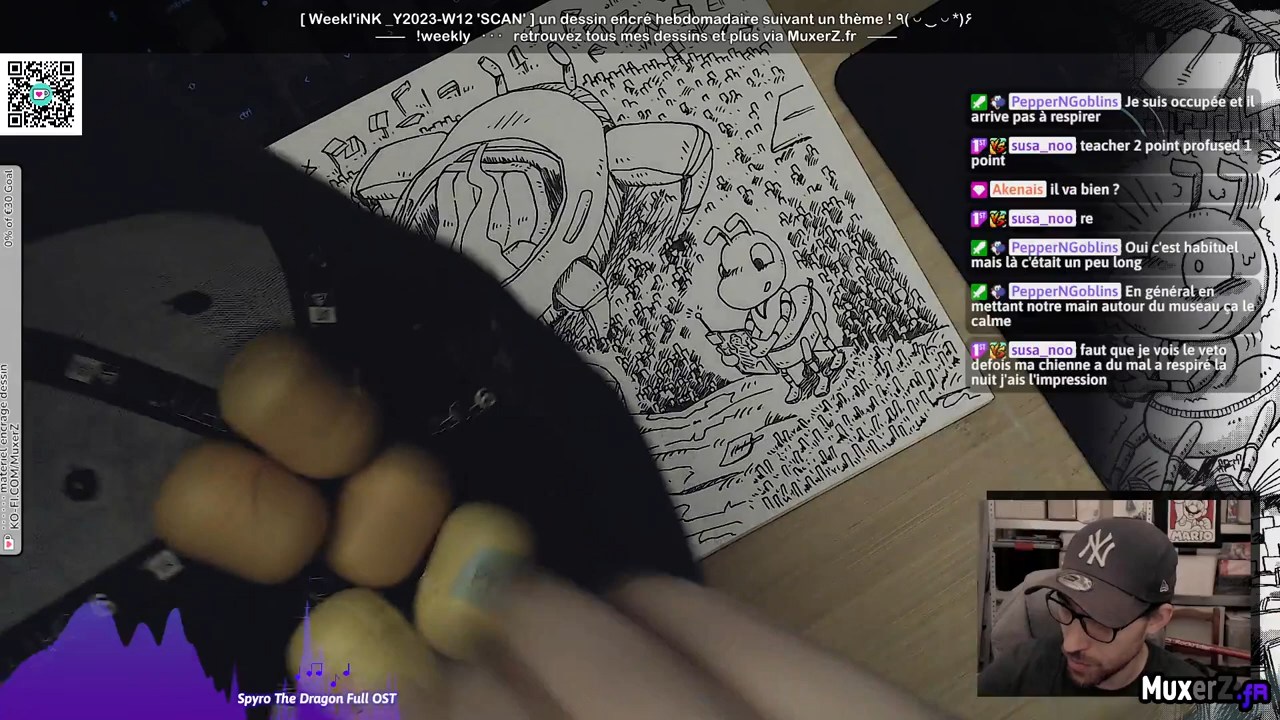 [ Weekl'iNK _Y2023-W12 'SCAN' ] un dessin encré hebdomadaire suivant un thème ! ٩( ᵕ ‿ ᵕ *)۶
—— !weekly · · · retrouvez tous mes dessins et plus via MuxerZ.fr ——
PepperNGoblins Je suis occupée et il
arrive pas à respirer
susa_noo teacher 2 point profused 1
point
Akenais il va bien ?
susa_noo re
PepperNGoblins Oui c'est habituel
mais là c'était un peu long
PepperNGoblins En général en
mettant notre main autour du museau ça le
calme
susa_noo faut que je vois le veto
defois ma chienne a du mal a respiré la
nuit j'ais l'impression
0% of €30 Goal
materiel encrage dessin
KO-FI.COM/MuxerZ
ctrl
MARIO
NY
Spyro The Dragon Full OST
MuxerZ.fR